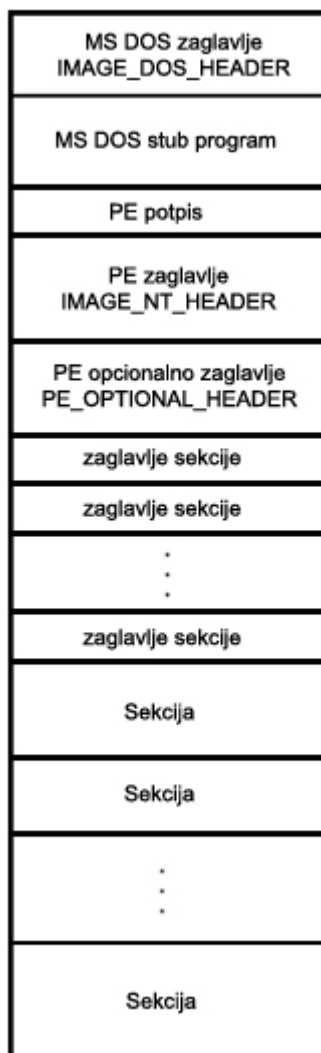 MS DOS zaglavlje
IMAGE_DOS_HEADER
MS DOS stub program
PE potpis
PE zaglavlje
IMAGE_NT_HEADER
PE opcionalno zaglavlje
PE_OPTIONAL_HEADER
zaglavlje sekcije
zaglavlje sekcije
zaglavlje sekcije
Sekcija
Sekcija
Sekcija